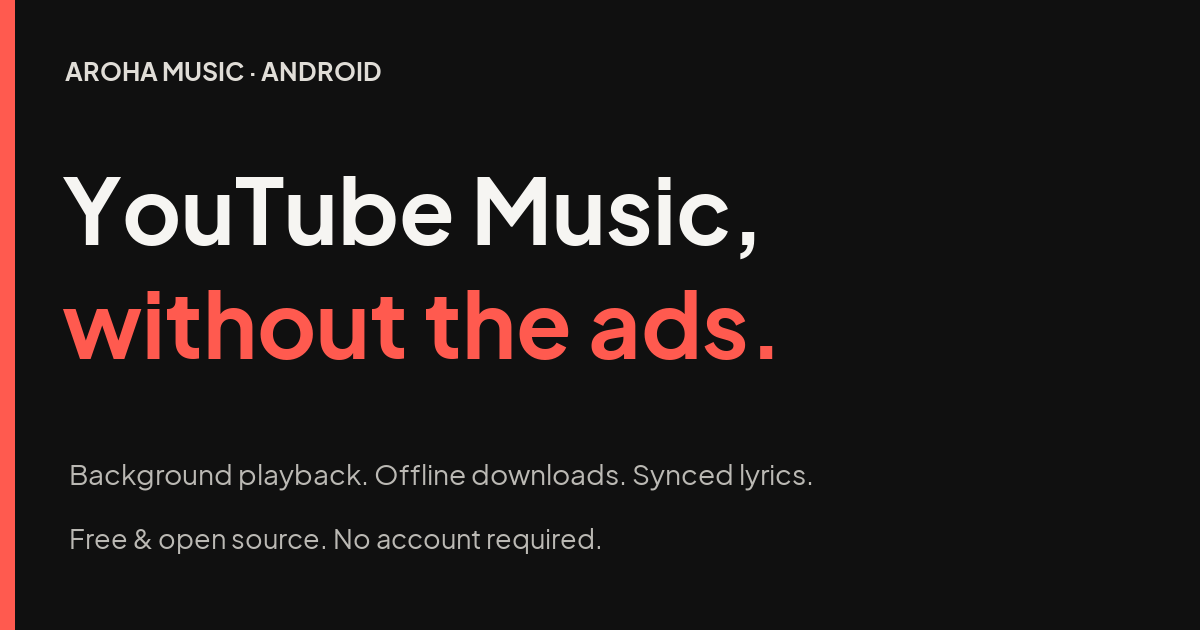 AROHA MUSIC · ANDROID
YouTube Music,
without the ads.
Background playback. Offline downloads. Synced lyrics.
Free & open source. No account required.